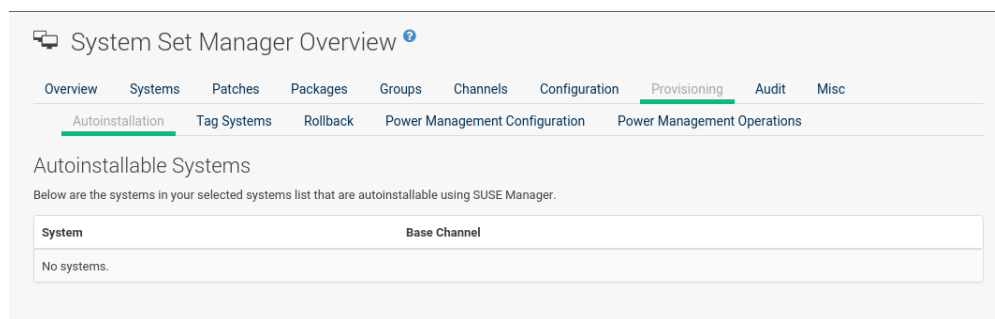 System Set Manager Overview ?
Overview Systems Patches Packages Groups Channels Configuration Provisioning Audit Misc
Autoinstallation Tag Systems Rollback Power Management Configuration Power Management Operations
Autoinstallable Systems
Below are the systems in your selected systems list that are autoinstallable using SUSE Manager.
System Base Channel
No systems.